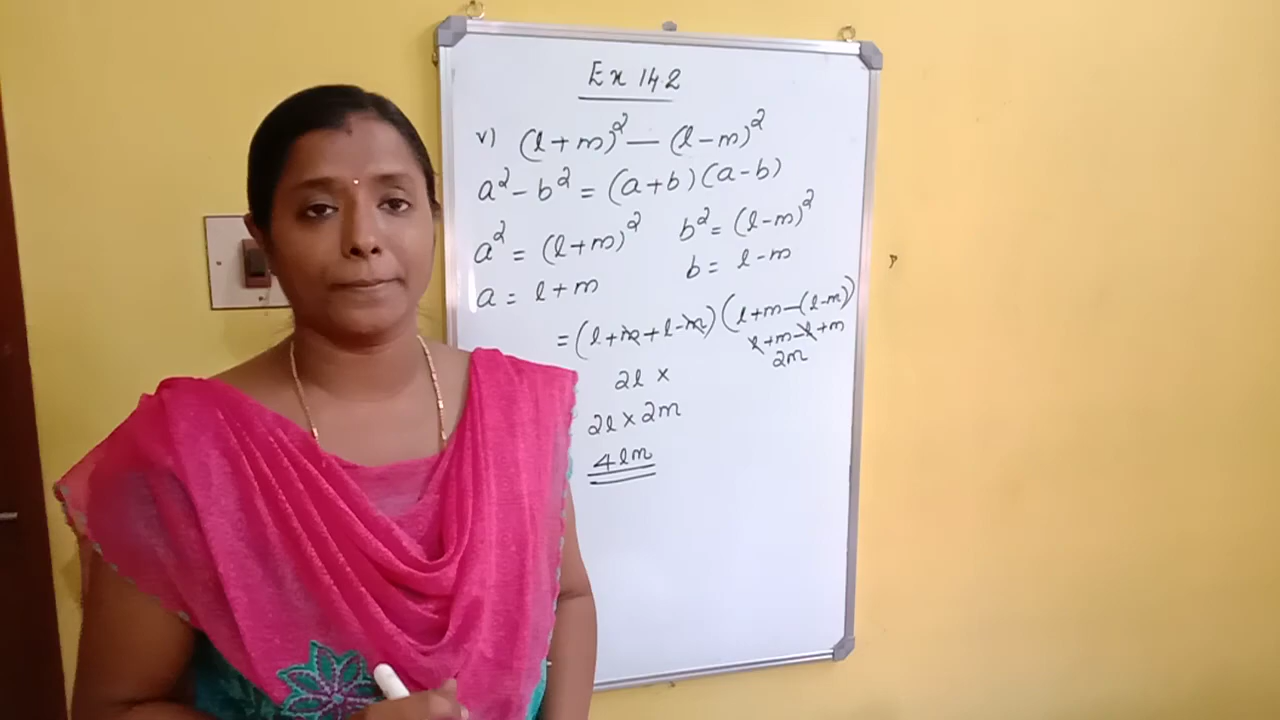 Ex 14.2
v) (l+m)² — (l-m)²
a² - b² = (a+b)(a-b)
a² = (l+m)² b² = (l-m)²
a = l+m b = l-m
= (l+m+l-m) (l+m-(l-m))
l+m-l+m
2m
2l ×
2l × 2m
4lm